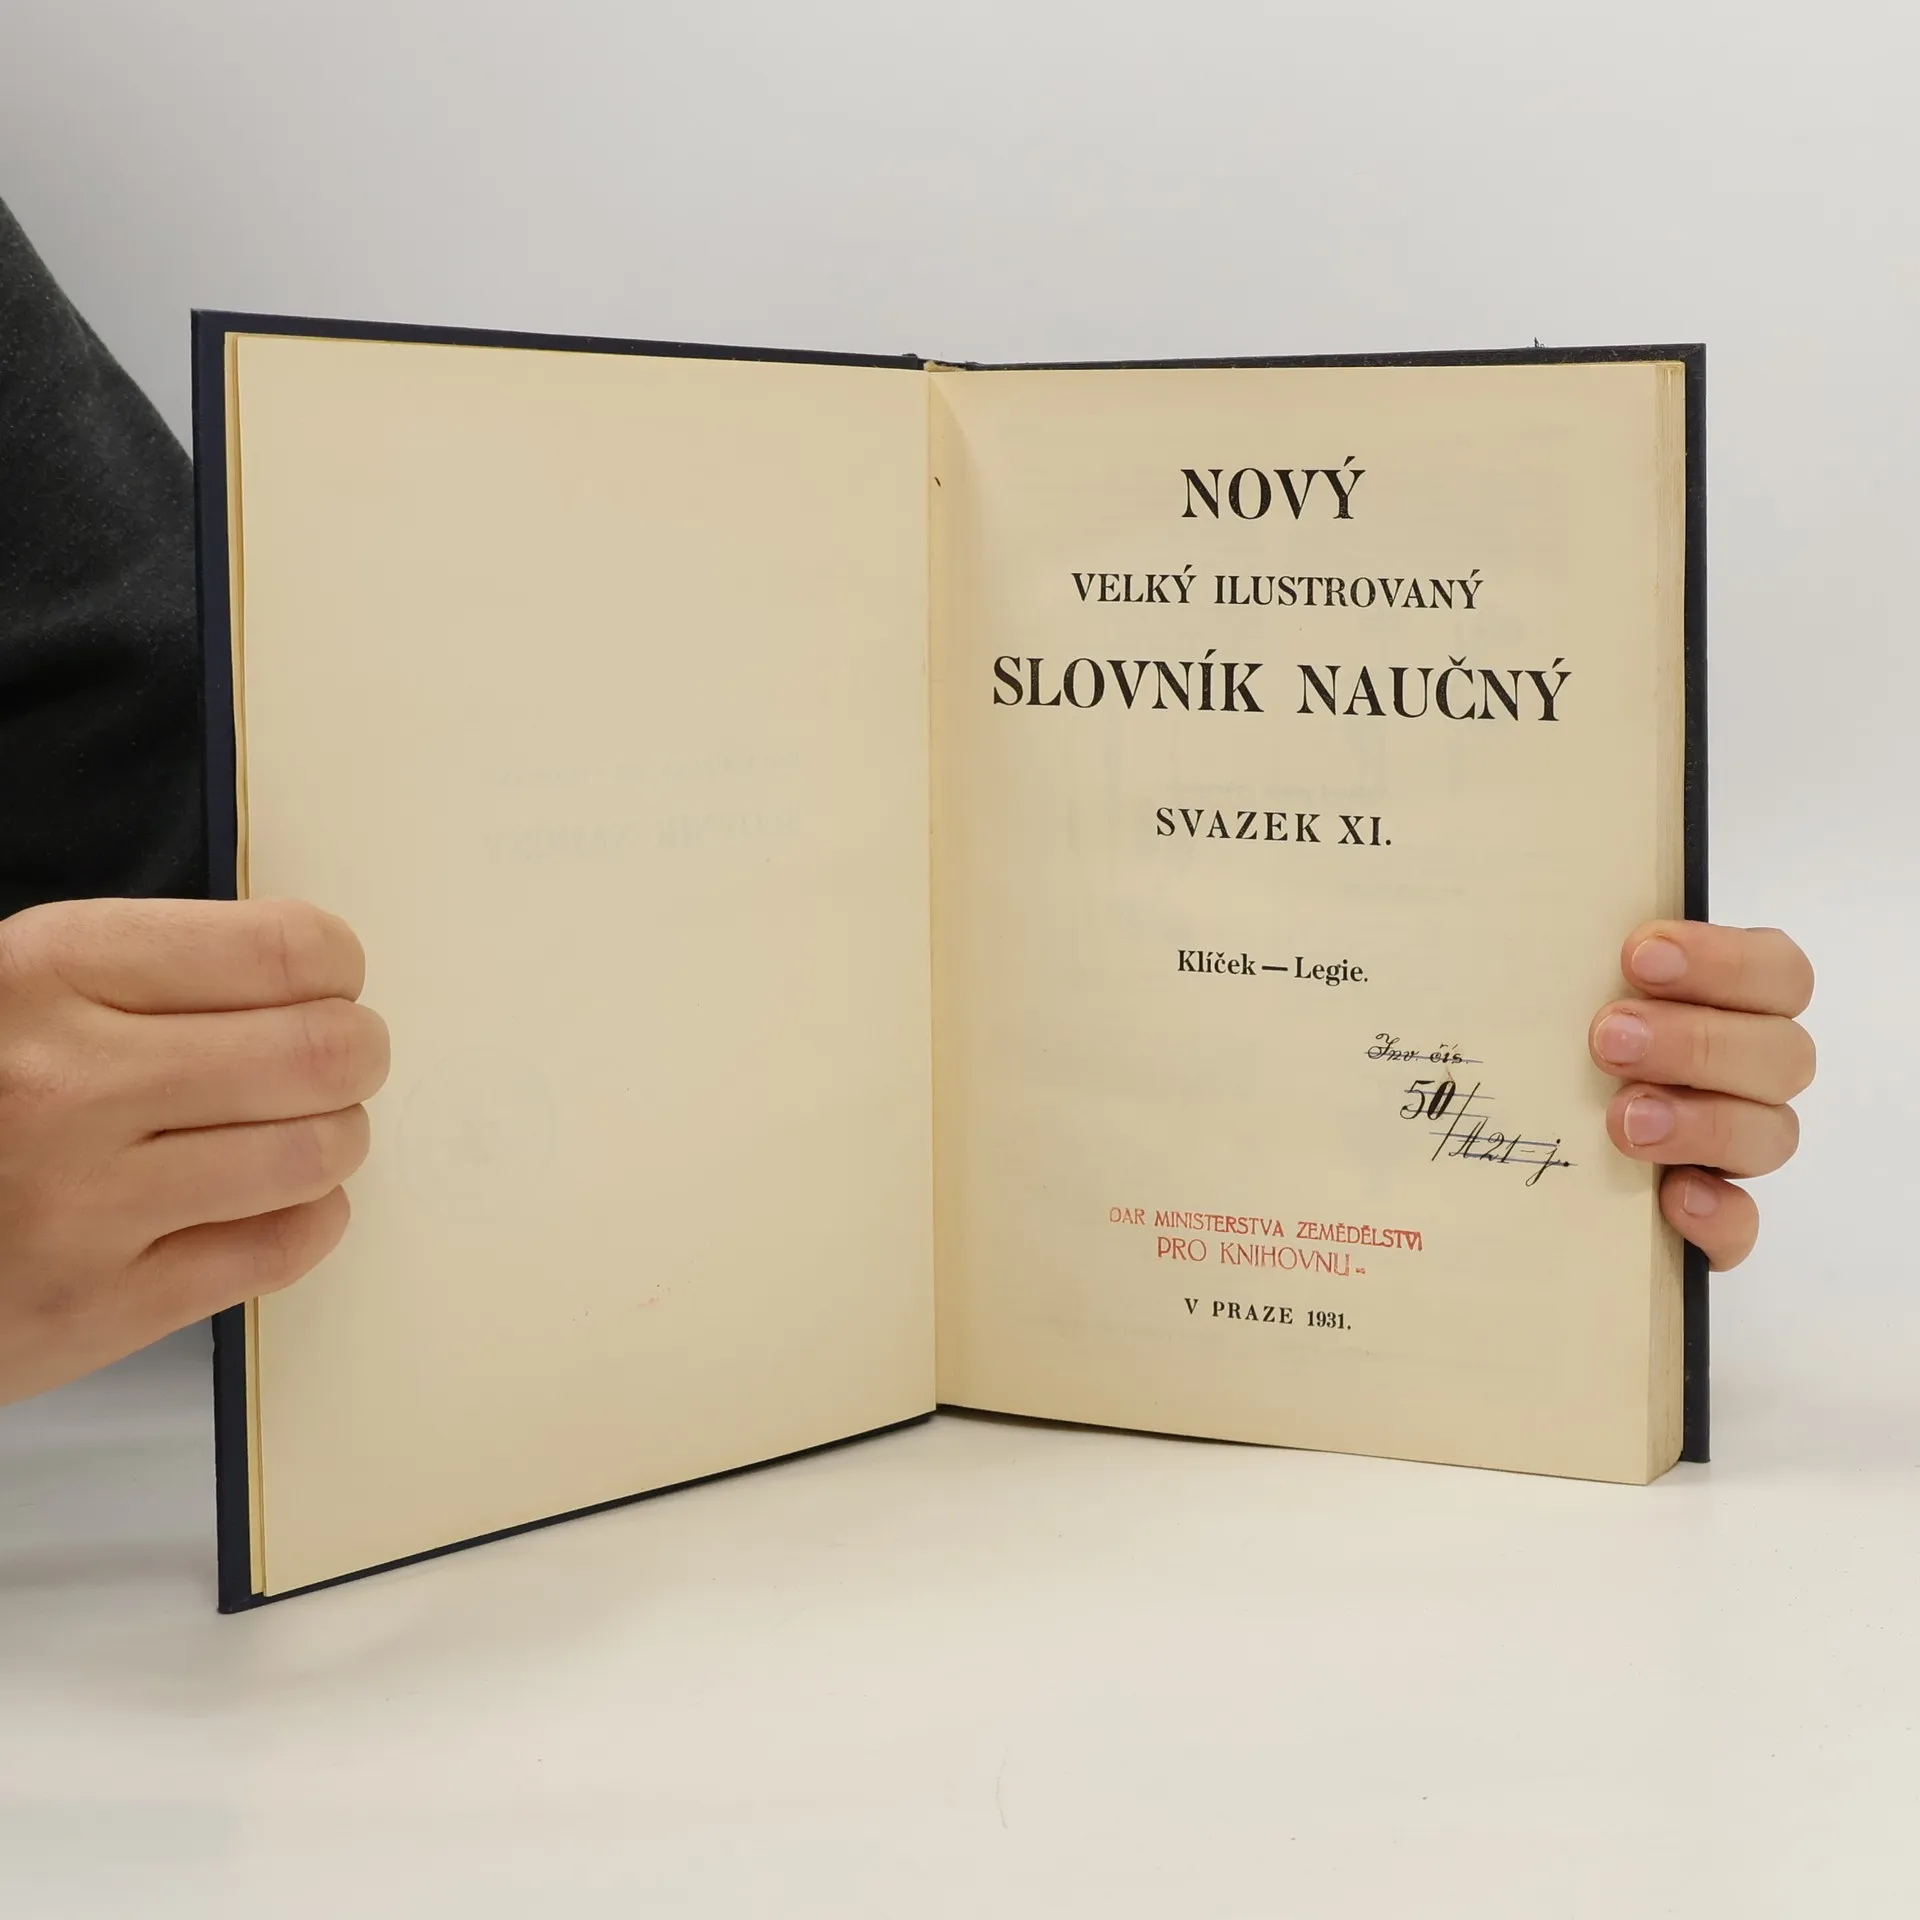 NOVÝ
VELKÝ ILUSTROVANÝ
SLOVNÍK NAUČNÝ
SVAZEK XI.
Klíček — Legie.
Inv. čís.
50/
/A21-j.
DAR MINISTERSTVA ZEMĚDĚLSTVÍ
PRO KNIHOVNU-
V PRAZE 1931.